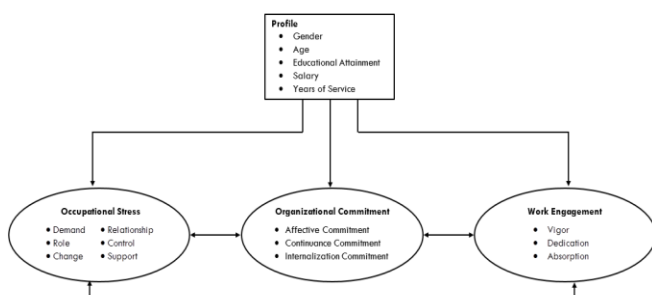 Profile
• Gender
• Age
• Educational Attainment
• Salary
• Years of Service
Occupational Stress
• Demand
• Role
• Change
• Relationship
• Control
• Support
Organizational Commitment
• Affective Commitment
• Continuance Commitment
• Internalization Commitment
Work Engagement
• Vigor
• Dedication
• Absorption